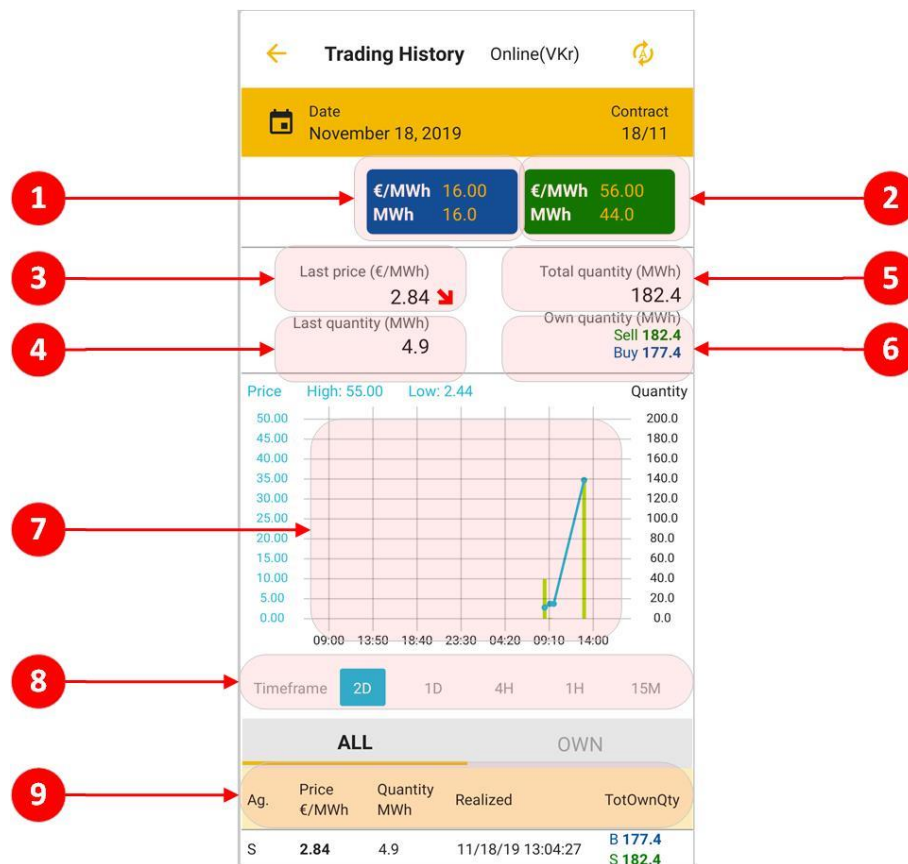 Trading History Online(VKr)
Date Contract
November 18, 2019 18/11
1 €/MWh 16.00 €/MWh 56.00 2
MWh 16.0 MWh 44.0
3 Last price (€/MWh) Total quantity (MWh) 5
2.84 182.4
Last quantity (MWh) Own quantity (MWh)
4 4.9 Sell 182.4 6
Buy 177.4
Price High: 55.00 Low: 2.44 Quantity
50.00 200.0
45.00 180.0
40.00 160.0
35.00 140.0
30.00 120.0
7 25.00 100.0
20.00 80.0
15.00 60.0
10.00 40.0
5.00 20.0
0.00 0.0
09:00 13:50 18:40 23:30 04:20 09:10 14:00
8 Timeframe 2D 1D 4H 1H 15M
ALL OWN
9 Ag. Price Quantity Realized TotOwnQty
€/MWh MWh
S 2.84 4.9 11/18/19 13:04:27 B 177.4
S 182.4